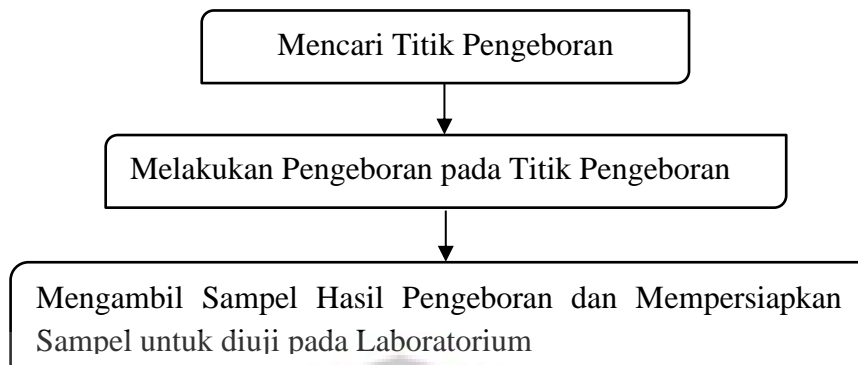 Mencari Titik Pengeboran
Melakukan Pengeboran pada Titik Pengeboran
Mengambil Sampel Hasil Pengeboran dan Mempersiapkan
Sampel untuk diuji pada Laboratorium